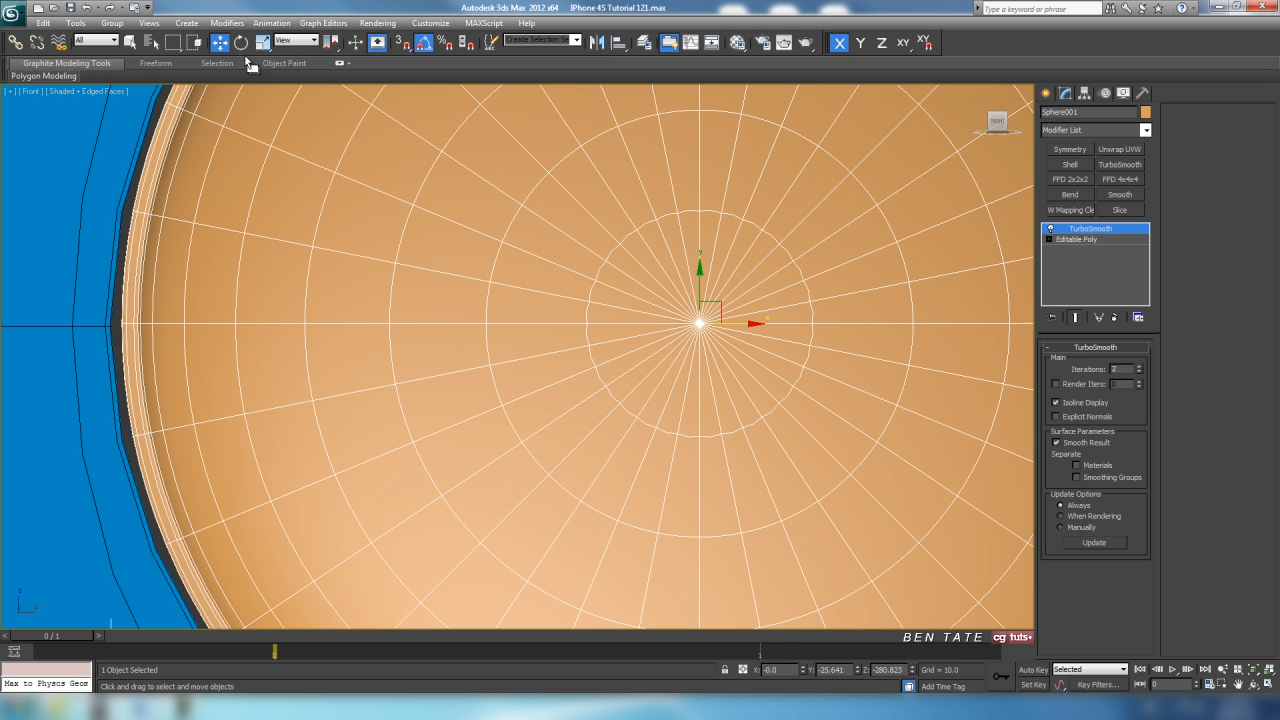 Autodesk 3ds Max 2012 x64 IPhone 4S Tutorial 121.max
Type a keyword or phrase
Edit Tools Group Views Create Modifiers Animation Graph Editors Rendering Customize MAXScript Help
All View Create Selection Se X Y Z XY XY
Graphite Modeling Tools Freeform Selection Object Paint
Polygon Modeling
[ + ] [ Front ] [ Shaded + Edged Faces ]
FRONT
Sphere001
Modifier List
Symmetry Unwrap UVW
Shell TurboSmooth
FFD 2x2x2 FFD 4x4x4
Bend Smooth
W Mapping Cle Slice
TurboSmooth
Editable Poly
TurboSmooth
Main
Iterations: 2
Render Iters: 0
Isoline Display
Explicit Normals
Surface Parameters
Smooth Result
Separate
Materials
Smoothing Groups
Update Options
Always
When Rendering
Manually
Update
y
x
z
x
0 / 1
BEN TATE cg tuts+
0 1
1 Object Selected X: -0.0 Y: -25.641 Z: -280.823 Grid = 10.0 Auto Key Selected
Max to Physcs Geom Click and drag to select and move objects Add Time Tag Set Key Key Filters... 0